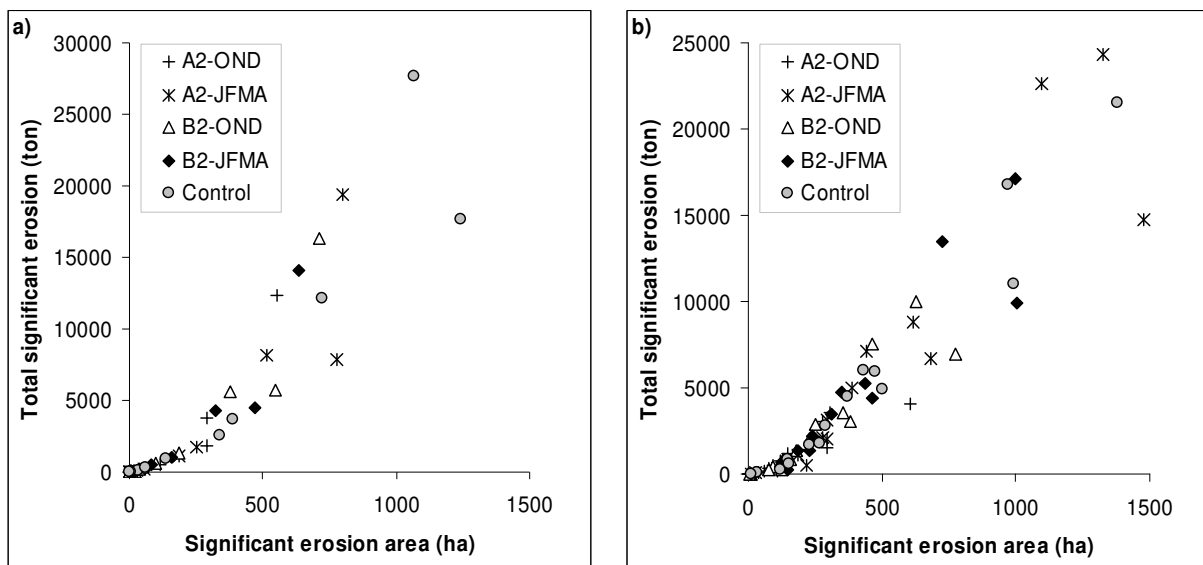 a)
30000
25000
20000
15000
10000
5000
0
Total significant erosion (ton)
A2-OND
A2-JFMA
B2-OND
B2-JFMA
Control
0 500 1000 1500
Significant erosion area (ha)
b)
25000
20000
15000
10000
5000
0
Total significant erosion (ton)
A2-OND
A2-JFMA
B2-OND
B2-JFMA
Control
0 500 1000 1500
Significant erosion area (ha)